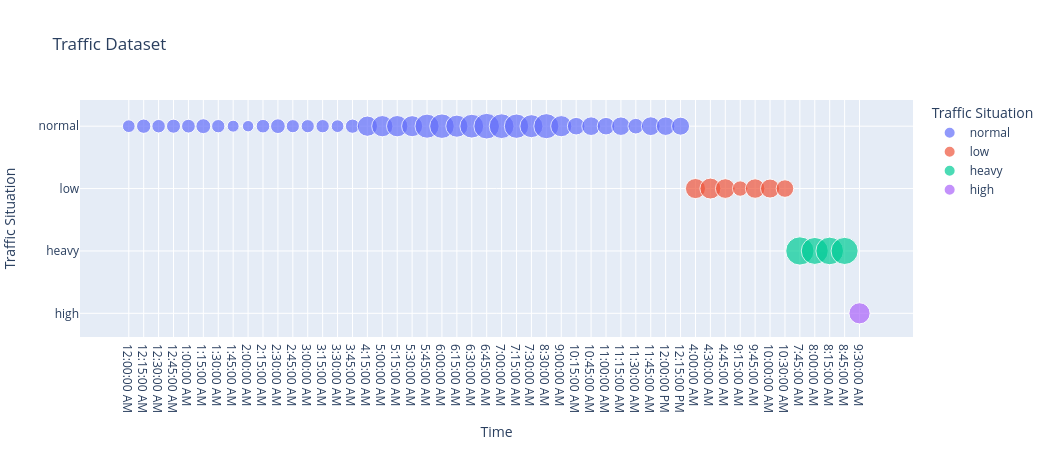 Traffic Dataset
Traffic Situation
normal
low
heavy
high
12:00:00 AM
12:15:00 AM
12:30:00 AM
12:45:00 AM
1:00:00 AM
1:15:00 AM
1:30:00 AM
1:45:00 AM
2:00:00 AM
2:15:00 AM
2:30:00 AM
2:45:00 AM
3:00:00 AM
3:15:00 AM
3:30:00 AM
3:45:00 AM
4:15:00 AM
5:00:00 AM
5:15:00 AM
5:30:00 AM
5:45:00 AM
6:00:00 AM
6:15:00 AM
6:30:00 AM
6:45:00 AM
7:00:00 AM
7:15:00 AM
7:30:00 AM
8:30:00 AM
9:00:00 AM
10:15:00 AM
10:45:00 AM
11:00:00 AM
11:15:00 AM
11:30:00 AM
11:45:00 AM
12:00:00 PM
12:15:00 PM
4:00:00 AM
4:30:00 AM
4:45:00 AM
9:15:00 AM
9:45:00 AM
10:00:00 AM
10:30:00 AM
7:45:00 AM
8:00:00 AM
8:15:00 AM
8:45:00 AM
9:30:00 AM
Time
Traffic Situation
normal
low
heavy
high